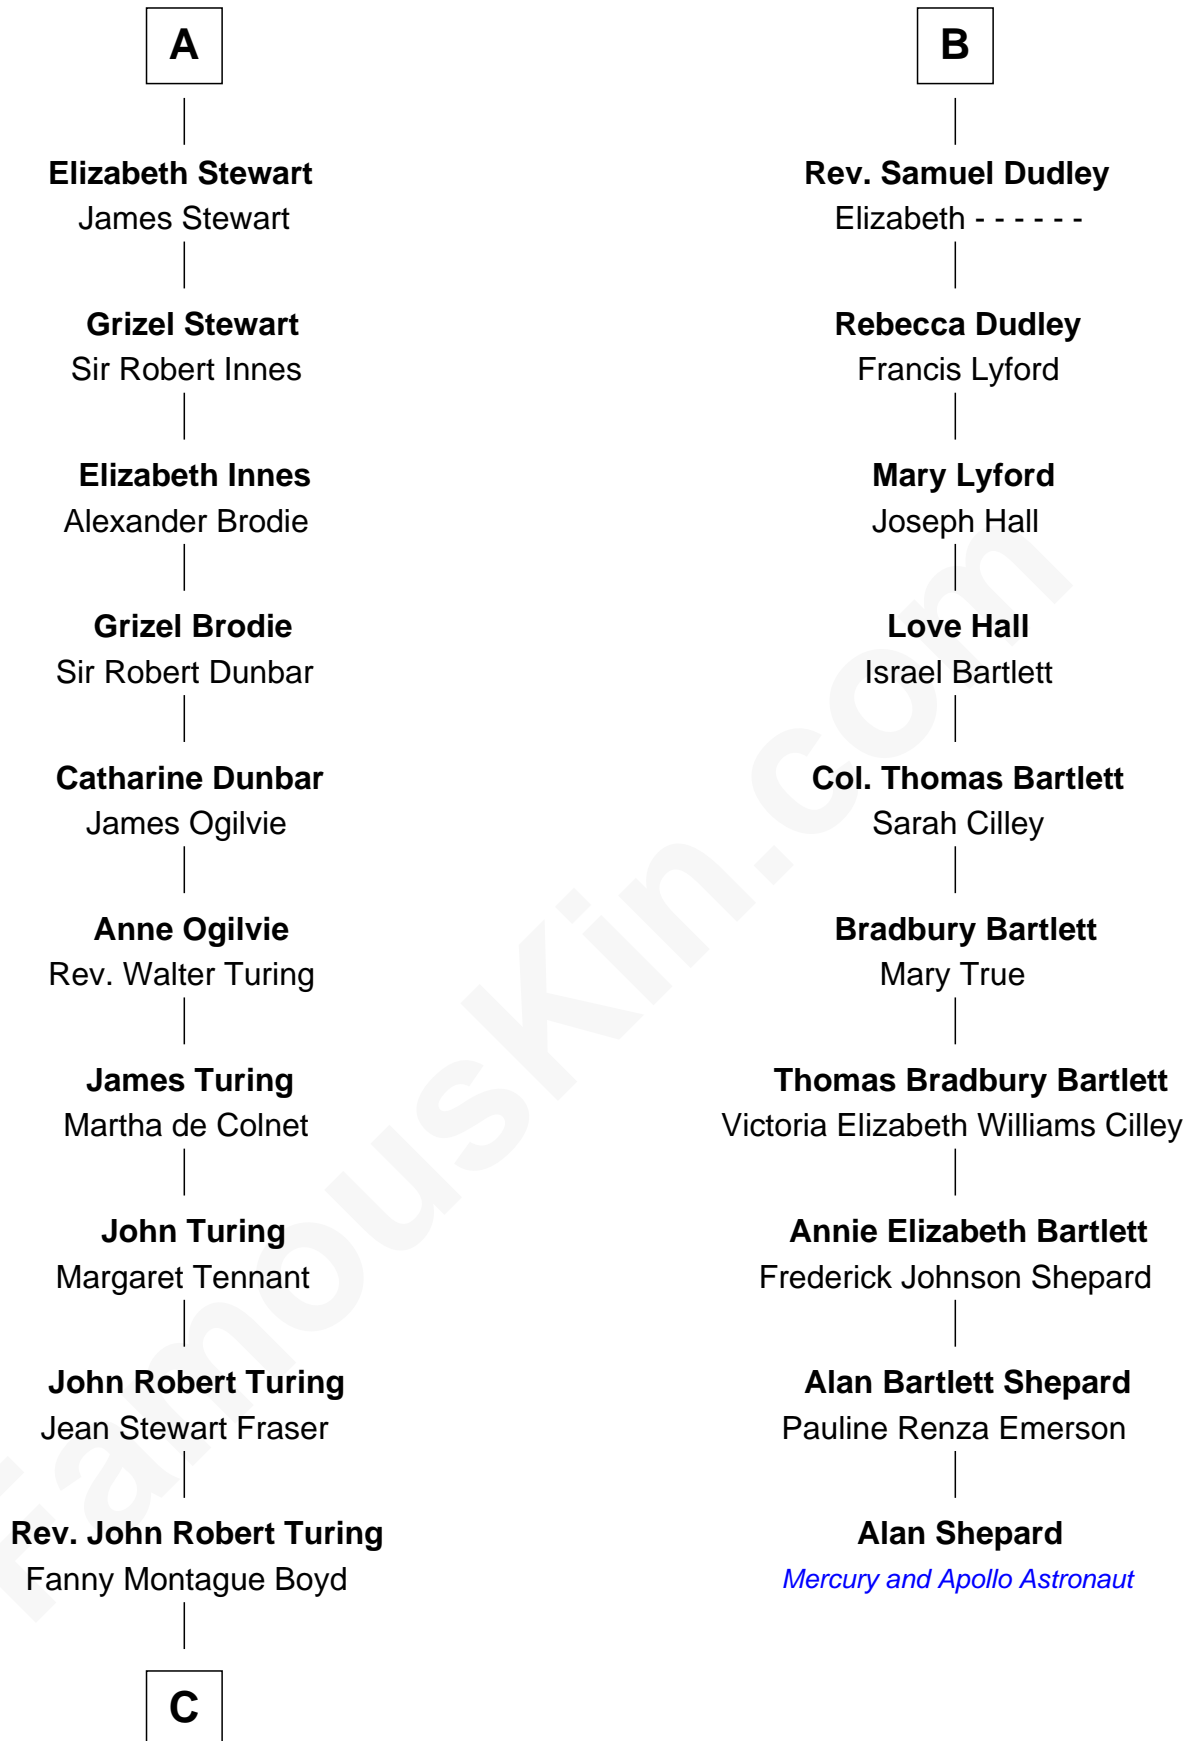 A
Elizabeth Stewart
James Stewart
Grizel Stewart
Sir Robert Innes
Elizabeth Innes
Alexander Brodie
Grizel Brodie
Sir Robert Dunbar
Catharine Dunbar
James Ogilvie
Anne Ogilvie
Rev. Walter Turing
James Turing
Martha de Colnet
John Turing
Margaret Tennant
John Robert Turing
Jean Stewart Fraser
Rev. John Robert Turing
Fanny Montague Boyd
C
B
Rev. Samuel Dudley
Elizabeth - - - - - -
Rebecca Dudley
Francis Lyford
Mary Lyford
Joseph Hall
Love Hall
Israel Bartlett
Col. Thomas Bartlett
Sarah Cilley
Bradbury Bartlett
Mary True
Thomas Bradbury Bartlett
Victoria Elizabeth Williams Cilley
Annie Elizabeth Bartlett
Frederick Johnson Shepard
Alan Bartlett Shepard
Pauline Renza Emerson
Alan Shepard
Mercury and Apollo Astronaut
FamousKin.com